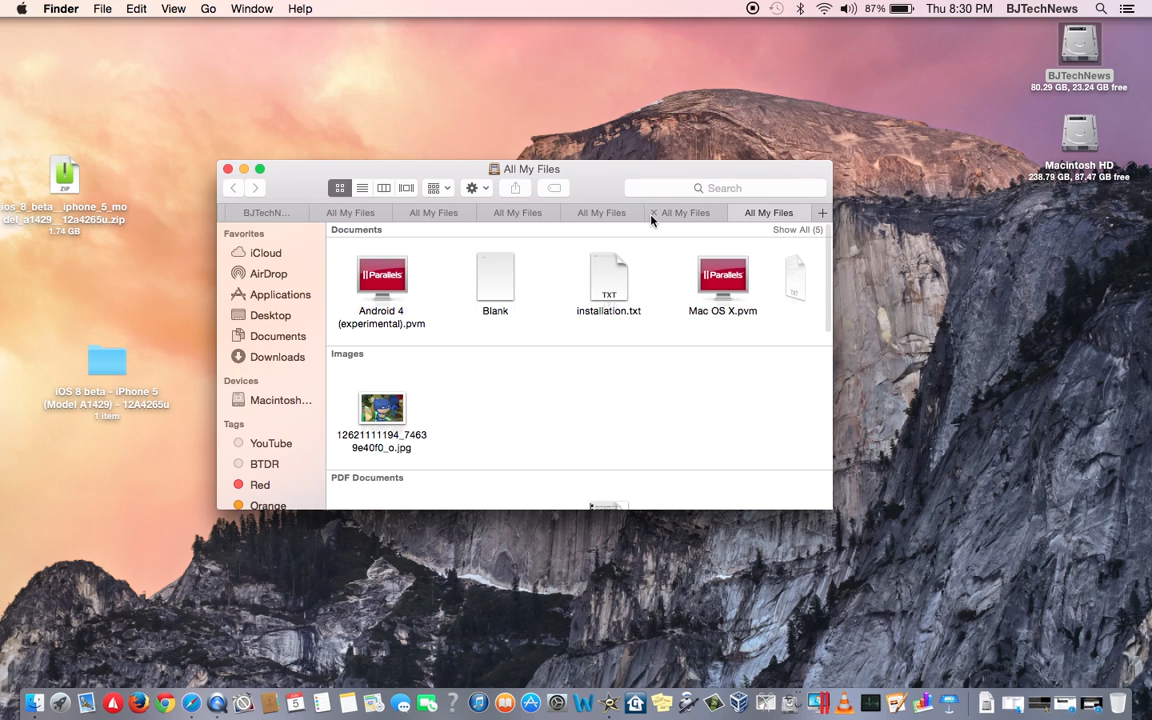 Finder File Edit View Go Window Help 87% Thu 8:30 PM BJTechNews
BJTechNews
80.29 GB, 23.24 GB free
Macintosh HD
238.79 GB, 87.47 GB free
ZIP
ios_8_beta__iphone_5_mo
del_a1429__12a4265u.zip
1.74 GB
iOS 8 beta - iPhone 5
(Model A1429) - 12A4265u
1 item
All My Files
Search
BJTechN... All My Files All My Files All My Files All My Files All My Files All My Files
Favorites
iCloud
AirDrop
Applications
Desktop
Documents
Downloads
Devices
Macintosh...
Tags
YouTube
BTDR
Red
Orange
Documents Show All (5)
Parallels
Android 4
(experimental).pvm
Blank
TXT
installation.txt
Parallels
Mac OS X.pvm
TXT
Images
12621111194_7463
9e40f0_o.jpg
PDF Documents
5